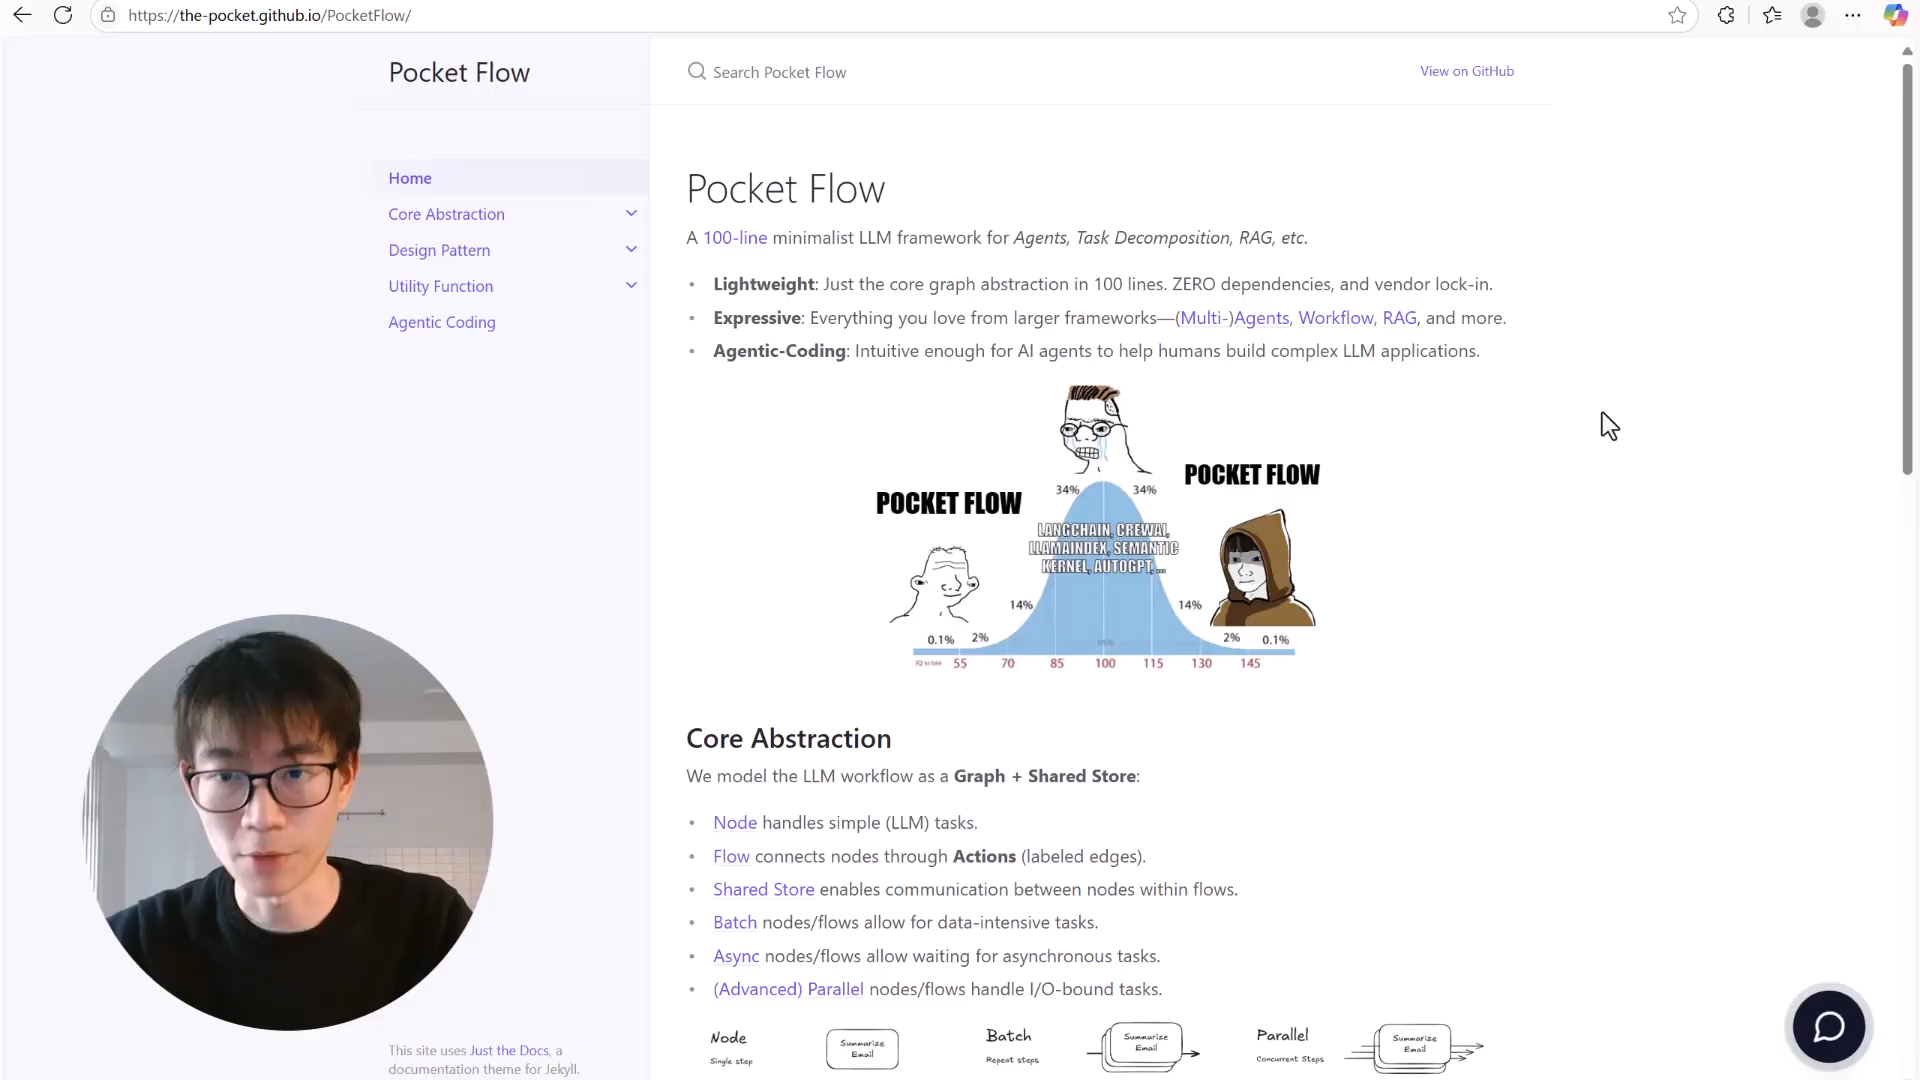 https://the-pocket.github.io/PocketFlow/
Pocket Flow
Search Pocket Flow
View on GitHub
Home
Core Abstraction
Design Pattern
Utility Function
Agentic Coding
Pocket Flow
A 100-line minimalist LLM framework for Agents, Task Decomposition, RAG, etc.
• Lightweight: Just the core graph abstraction in 100 lines. ZERO dependencies, and vendor lock-in.
• Expressive: Everything you love from larger frameworks—(Multi-)Agents, Workflow, RAG, and more.
• Agentic-Coding: Intuitive enough for AI agents to help humans build complex LLM applications.
POCKET FLOW
POCKET FLOW
34% 34%
LANGCHAIN, CREWAI,
LLAMAINDEX, SEMANTIC
KERNEL, AUTOGPT, ...
14% 14%
0.1% 2% 2% 0.1%
IQ score 55 70 85 100 115 130 145
Core Abstraction
We model the LLM workflow as a Graph + Shared Store:
• Node handles simple (LLM) tasks.
• Flow connects nodes through Actions (labeled edges).
• Shared Store enables communication between nodes within flows.
• Batch nodes/flows allow for data-intensive tasks.
• Async nodes/flows allow waiting for asynchronous tasks.
• (Advanced) Parallel nodes/flows handle I/O-bound tasks.
Node
Single step
Summarize
Email
Batch
Repeat steps
Summarize
Email
Parallel
Concurrent Steps
Summarize
Email
This site uses Just the Docs, a
documentation theme for Jekyll.